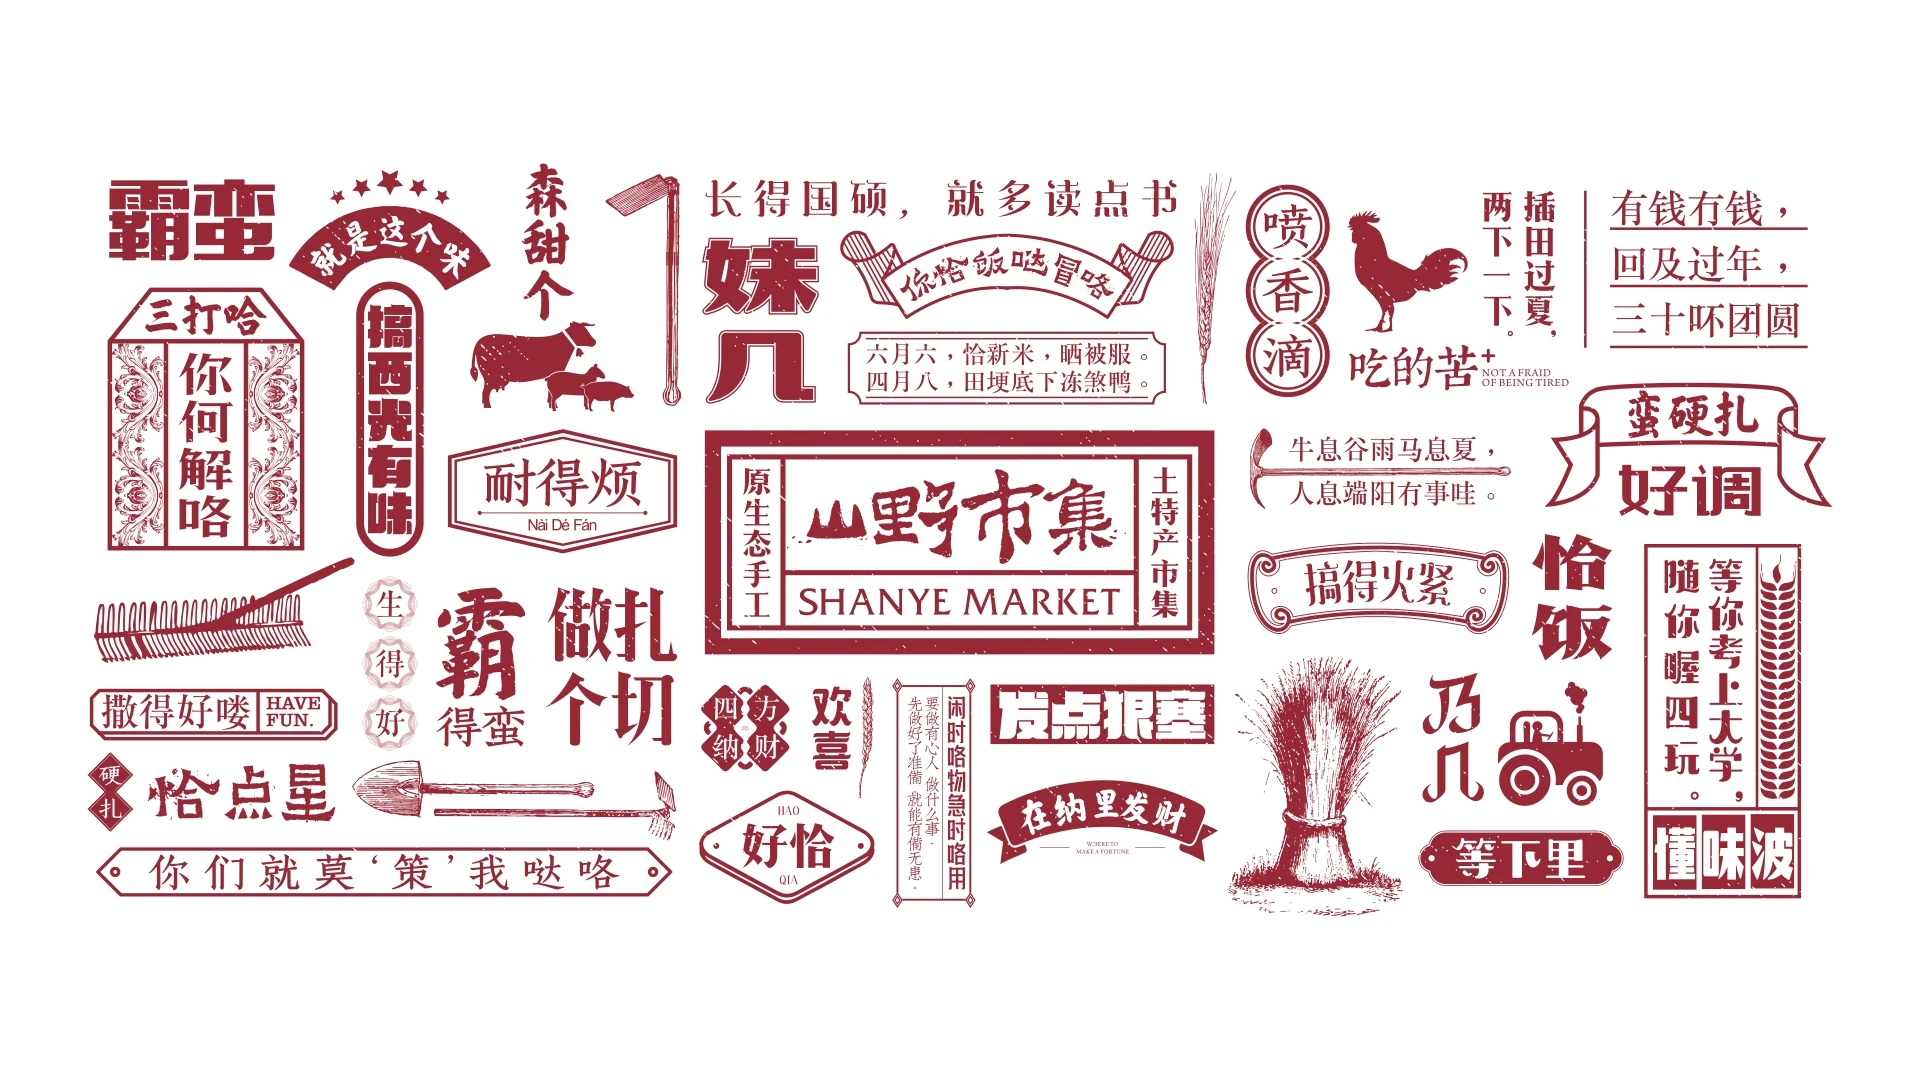 霸蛮
就是这个味
森甜个
长得国硕,就多读点书
妹几
你恰饭哒冒咯
六月六,恰新米,晒被服。
四月八,田埂底下冻煞鸭。
喷香滴
吃的苦+
NOT A FRAID
OF BEING TIRED
插田过夏,
两下一下。
有钱冇钱,
回及过年,
三十吥团圆
三打哈
你何解咯
搞西光有味
耐得烦
Nài Dé Fán
原生态手工
山野市集
SHANYE MARKET
土特产市集
牛息谷雨马息夏,
人息端阳冇事哇。
蛮硬扎
好调
搞得火紧
恰饭
等你考上大学,
随你喔四玩。
懂味波
撒得好喽
HAVE
FUN.
生得好
霸
得蛮
做扎
个切
硬扎
恰点星
你们就莫‘策’我哒咯
四方
纳财
欢喜
HAO
好恰
QIA
闲时咯物急时咯用
要做有心人 做什么事.
先做好了准備 就能有備无患。
发点狠塞
在纳里发财
WHERE TO
MAKE A FORTUNE
乃几
等下里